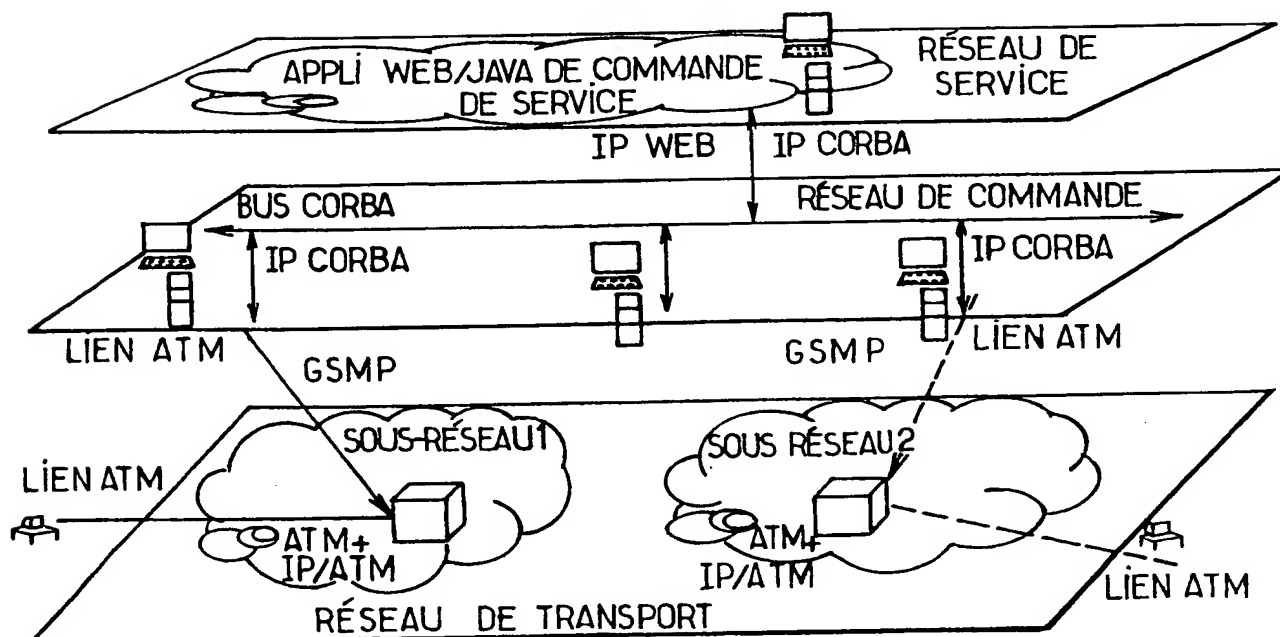 APPLI WEB/JAVA DE COMMANDE
DE SERVICE
RÉSEAU DE
SERVICE
IP WEB
IP CORBA
BUS CORBA
RÉSEAU DE COMMANDE
IP CORBA
IP CORBA
LIEN ATM
GSMP
GSMP
LIEN ATM
SOUS-RÉSEAU1
SOUS RÉSEAU2
LIEN ATM
ATM+
IP/ATM
ATM+
IP/ATM
LIEN ATM
RÉSEAU DE TRANSPORT